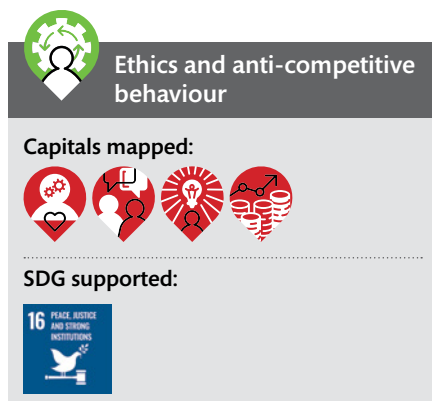 Ethics and anti-competitive
behaviour
Capitals mapped:
SDG supported:
16 PEACE, JUSTICE
AND STRONG
INSTITUTIONS